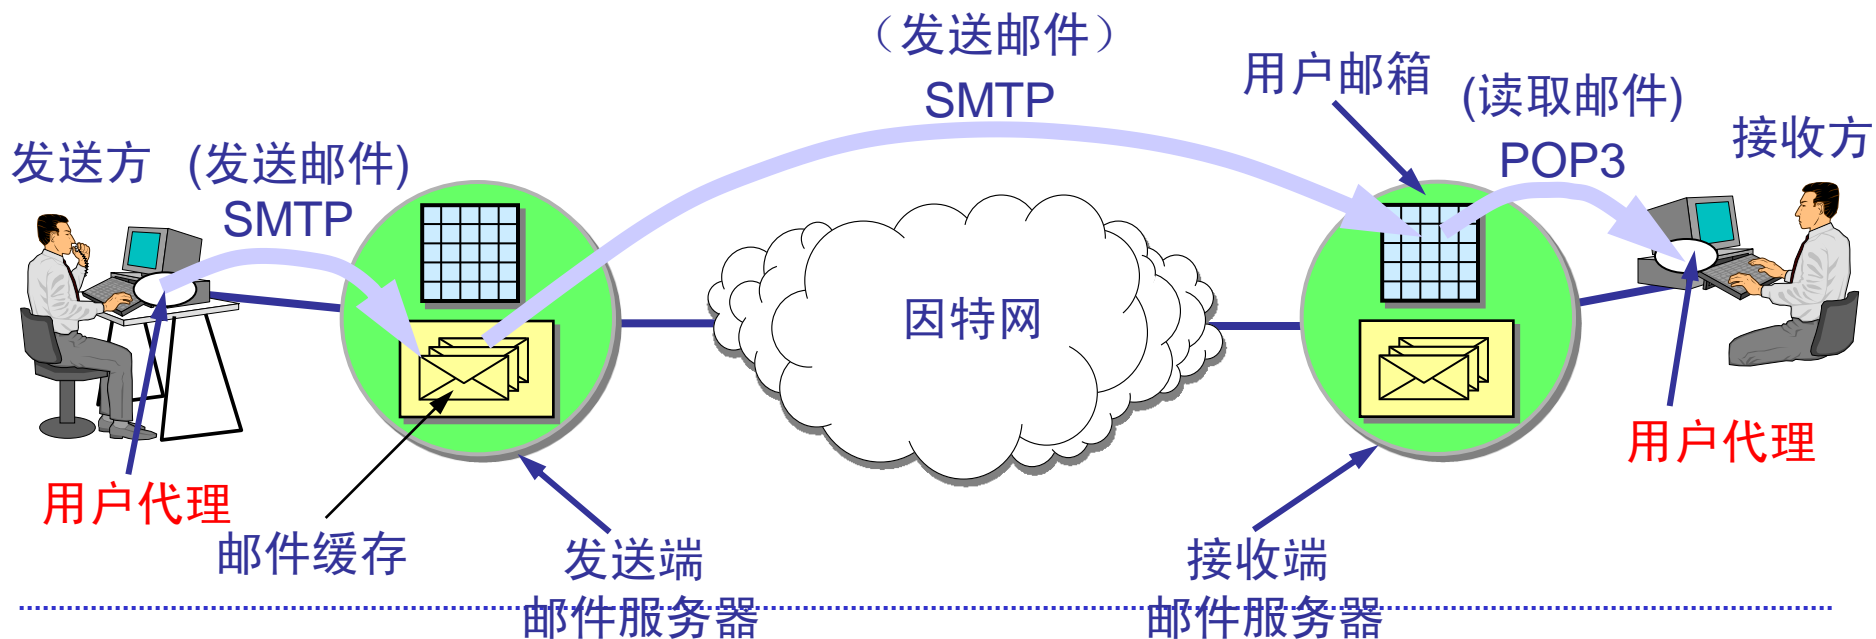 （发送邮件）
SMTP
用户邮箱
(读取邮件)
POP3
接收方
发送方
(发送邮件)
SMTP
因特网
用户代理
用户代理
邮件缓存
发送端
邮件服务器
接收端
邮件服务器